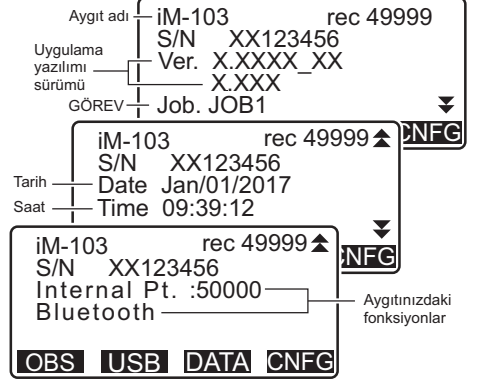 Aygıt adı iM-103 rec 49999
S/N XX123456
Uygulama yazılımı sürümü
Ver. X.XXXX_XX
X.XXX
GÖREV Job. JOB1
CNFG
iM-103 rec 49999
S/N XX123456
Tarih Date Jan/01/2017
Saat Time 09:39:12
NFG
iM-103 rec 49999
S/N XX123456
Internal Pt. :50000
Bluetooth
Aygıtınızdaki
fonksiyonlar
OBS USB DATA CNFG